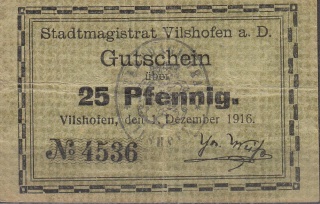 Stadtmagistrat Vilshofen a. D.
Gutschein
über
25 Pfennig.
Vilshofen, den 1. Dezember 1916.
№ 4536